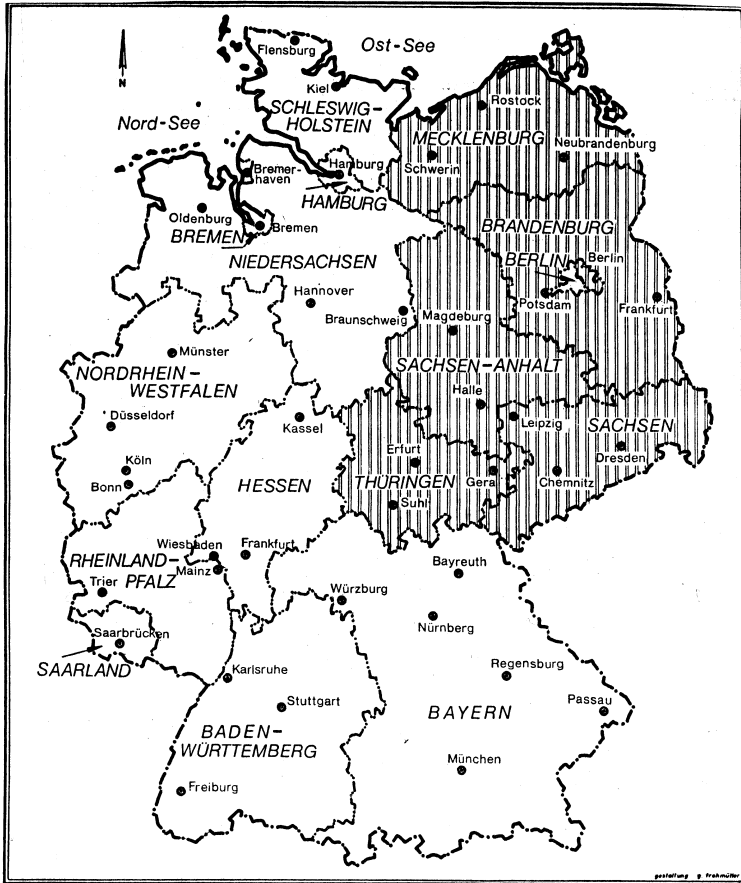 Flensburg
Ost-See
N
Kiel
SCHLESWIG-
HOLSTEIN
Rostock
Nord-See
MECKLENBURG
Neubrandenburg
Schwerin
Hamburg
Bremer-
haven
HAMBURG
Oldenburg
BREMEN
Bremen
BRANDENBURG
NIEDERSACHSEN
BERLIN
Berlin
Hannover
Potsdam
Frankfurt
Braunschweig
Magdeburg
Münster
NORDRHEIN-
WESTFALEN
SACHSEN-ANHALT
Halle
Düsseldorf
Kassel
Leipzig
SACHSEN
Erfurt
Dresden
Köln
Bonn
HESSEN
THÜRINGEN
Gera
Chemnitz
Suhl
Wiesbaden
Frankfurt
RHEINLAND-
PFALZ
Mainz
Bayreuth
Trier
Würzburg
Nürnberg
Saarbrücken
SAARLAND
Karlsruhe
Regensburg
Stuttgart
Passau
BAYERN
BADEN-
WÜRTTEMBERG
München
Freiburg
gestaltung g. frohmüller